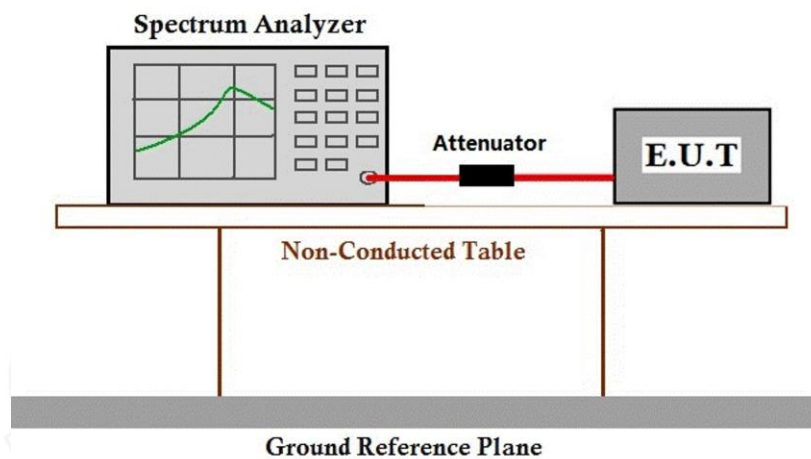 Spectrum Analyzer
Attenuator
E.U.T
Non-Conducted Table
Ground Reference Plane